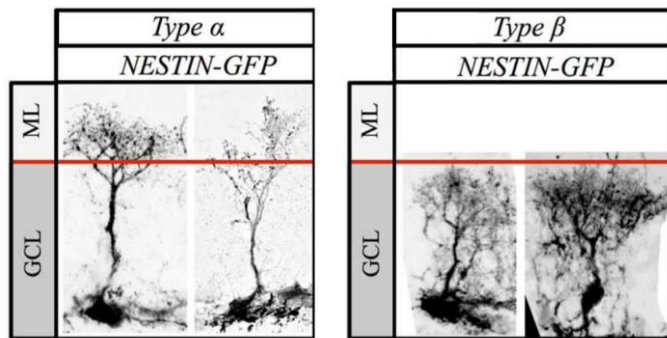 Type α
NESTIN-GFP
ML
GCL
Type β
NESTIN-GFP
ML
GCL